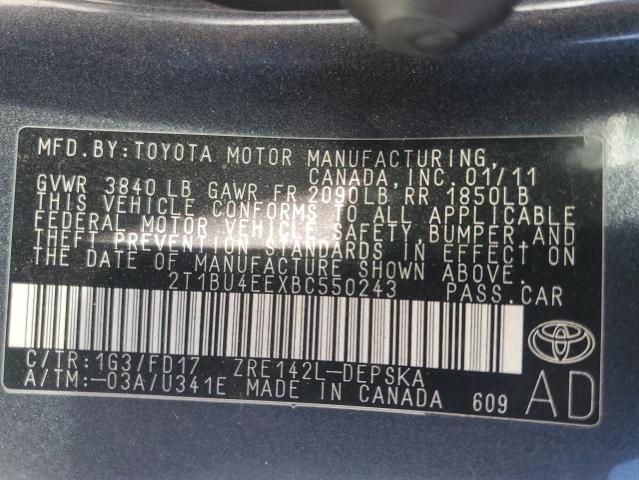 MFD.BY:TOYOTA MOTOR MANUFACTURING,
CANADA, INC. 01/11
GVWR 3840 LB GAWR FR 2090LB RR 1850LB
THIS VEHICLE CONFORMS TO ALL APPLICABLE
FEDERAL MOTOR VEHICLE SAFETY,BUMPER AND
THEFT PREVENTION STANDARDS IN EFFECT ON
THE DATE OF MANUFACTURE SHOWN ABOVE.
2T1BU4EEXBC550243 PASS.CAR
C/TR:1G3/FD17 ZRE142L-DEPSKA
A/TM:-03A/U341E MADE IN CANADA 609
TOYOTA
AD